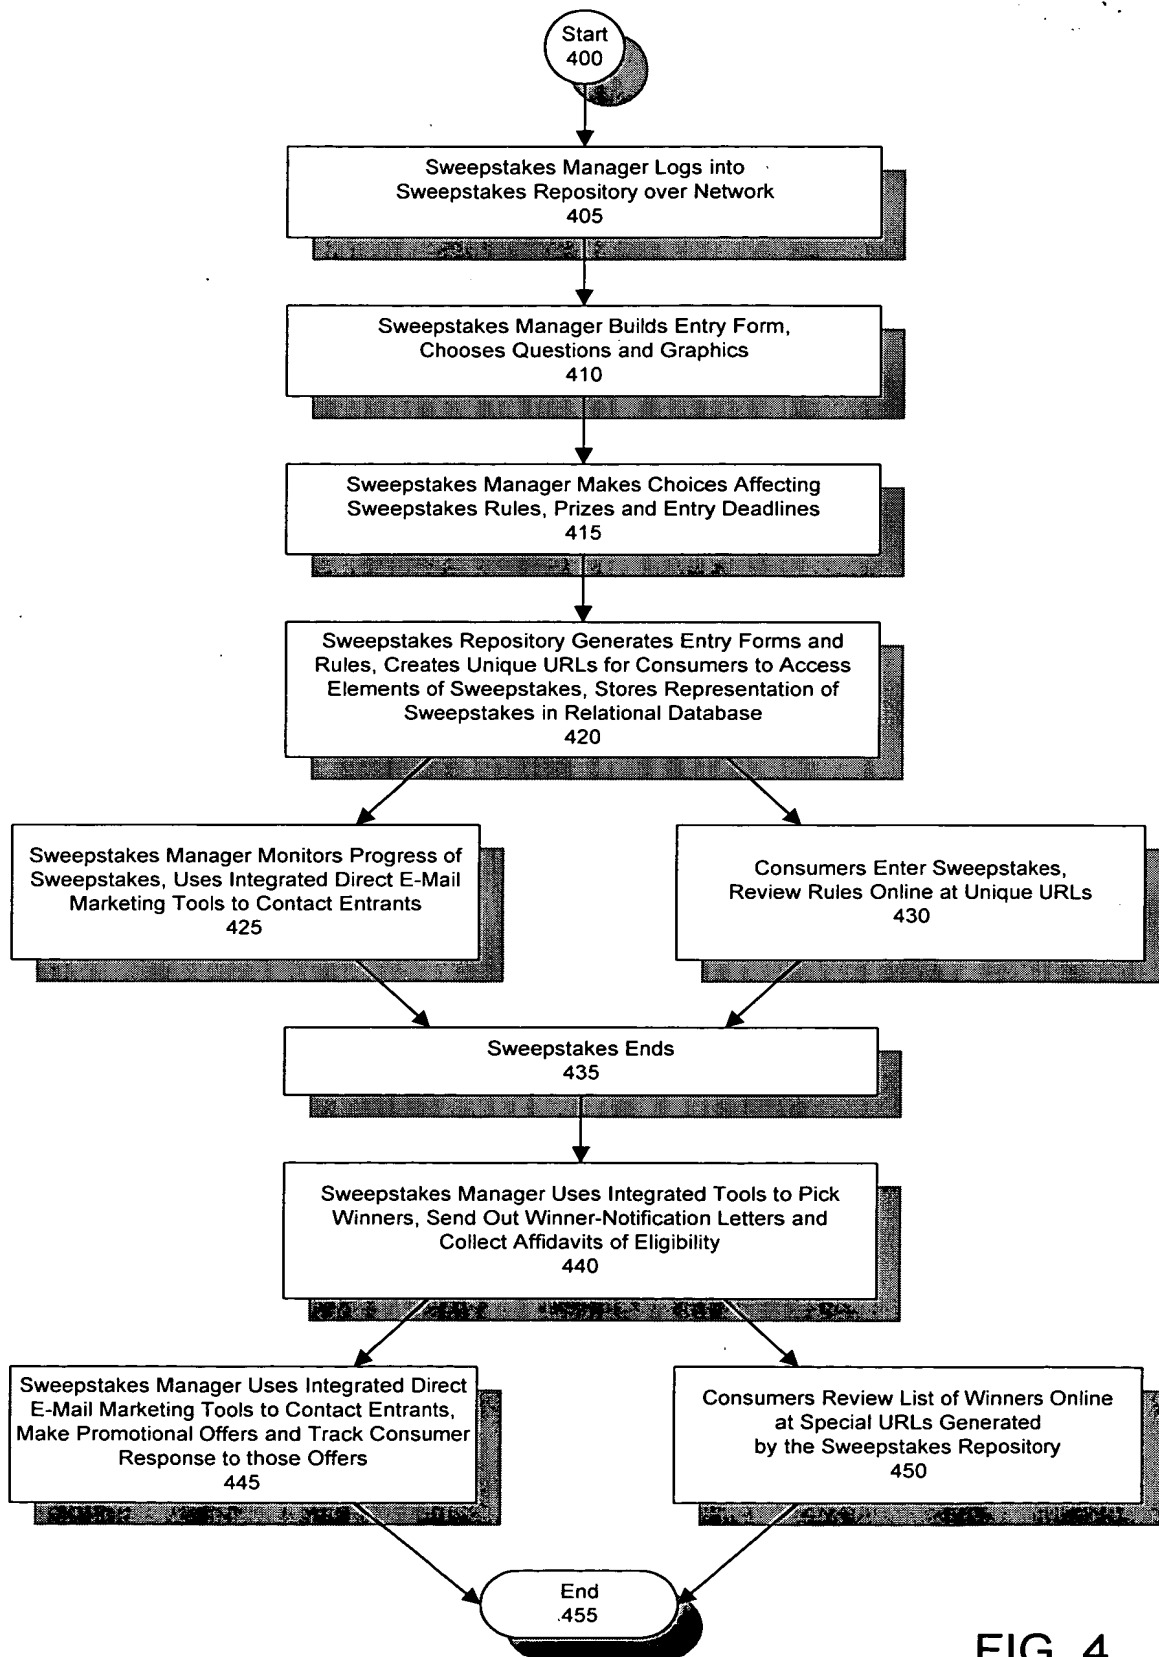 Start
400
Sweepstakes Manager Logs into
Sweepstakes Repository over Network
405
Sweepstakes Manager Builds Entry Form,
Chooses Questions and Graphics
410
Sweepstakes Manager Makes Choices Affecting
Sweepstakes Rules, Prizes and Entry Deadlines
415
Sweepstakes Repository Generates Entry Forms and
Rules, Creates Unique URLs for Consumers to Access
Elements of Sweepstakes, Stores Representation of
Sweepstakes in Relational Database
420
Sweepstakes Manager Monitors Progress of
Sweepstakes, Uses Integrated Direct E-Mail
Marketing Tools to Contact Entrants
425
Consumers Enter Sweepstakes,
Review Rules Online at Unique URLs
430
Sweepstakes Ends
435
Sweepstakes Manager Uses Integrated Tools to Pick
Winners, Send Out Winner-Notification Letters and
Collect Affidavits of Eligibility
440
Sweepstakes Manager Uses Integrated Direct
E-Mail Marketing Tools to Contact Entrants,
Make Promotional Offers and Track Consumer
Response to those Offers
445
Consumers Review List of Winners Online
at Special URLs Generated
by the Sweepstakes Repository
450
End
455
FIG. 4